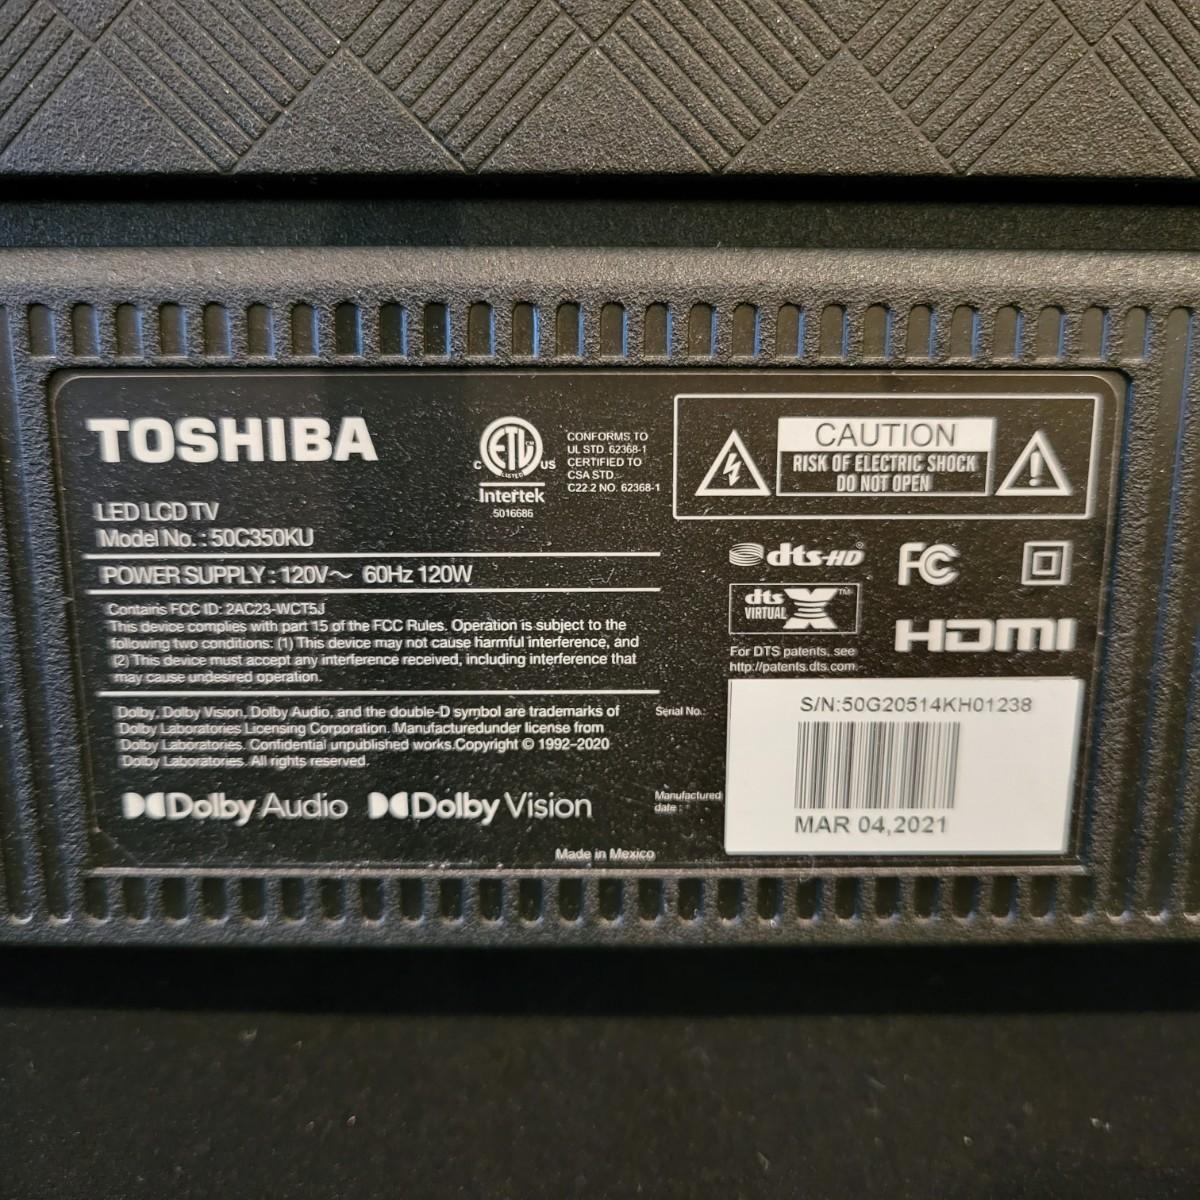 TOSHIBA
LED LCD TV
Model No. : 50C350KU
POWER SUPPLY : 120V～ 60Hz 120W
Contains FCC ID: 2AC23-WCT5J
This device complies with part 15 of the FCC Rules. Operation is subject to the
following two conditions: (1) This device may not cause harmful interference, and
(2) This device must accept any interference received, including interference that
may cause undesired operation.
Dolby, Dolby Vision, Dolby Audio, and the double-D symbol are trademarks of
Dolby Laboratories Licensing Corporation. Manufacturedunder license from
Dolby Laboratories. Confidential unpublished works.Copyright © 1992–2020
Dolby Laboratories. All rights reserved.
Dolby Audio Dolby Vision
Made in Mexico
C ETL US
LISTED
Intertek
5016686
CONFORMS TO
UL STD. 62368-1
CERTIFIED TO
CSA STD.
C22.2 NO. 62368-1
CAUTION
RISK OF ELECTRIC SHOCK
DO NOT OPEN
dts-HD®
FC
dts X™
VIRTUAL
HDMI
For DTS patents, see
http://patents.dts.com.
Serial No.:
S/N:50G20514KH01238
Manufactured
date :
MAR 04,2021